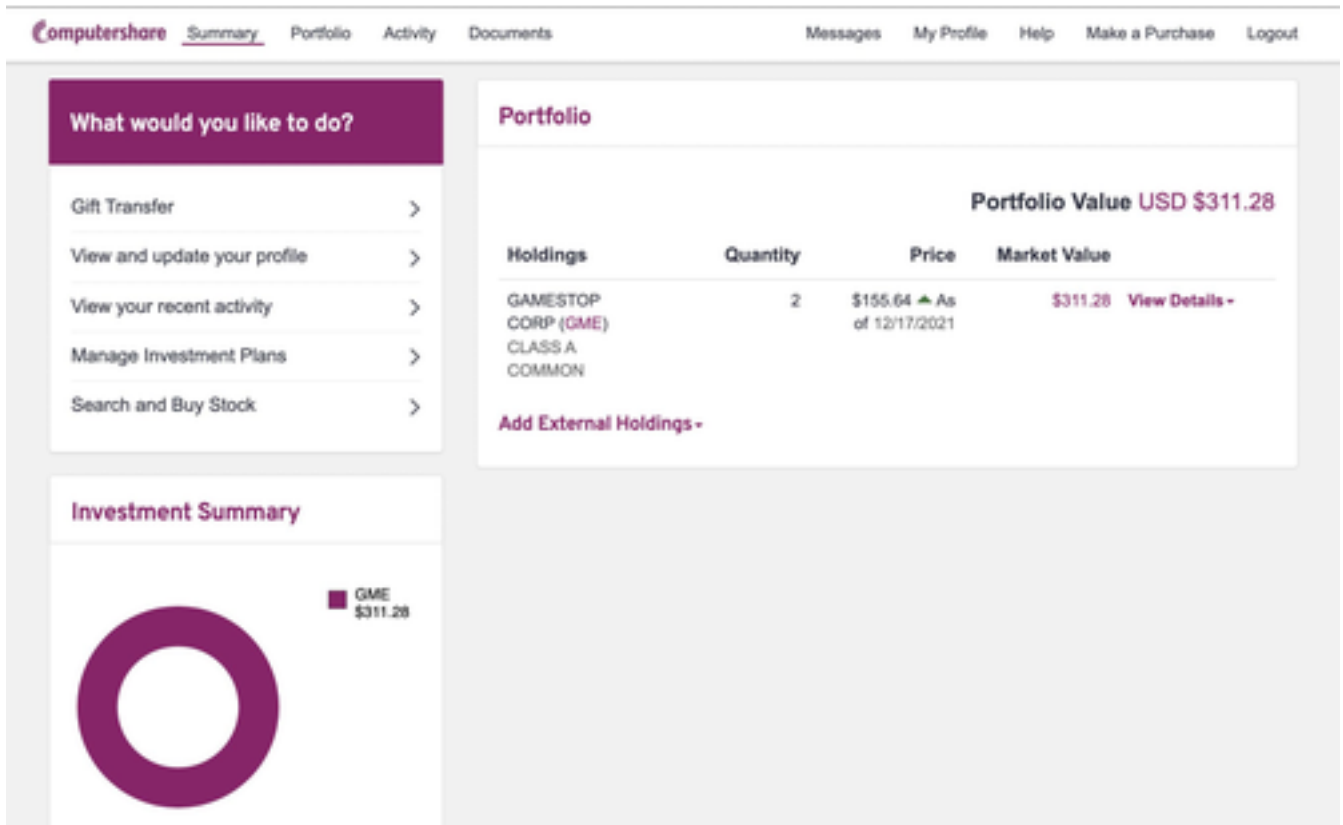 Computershare Summary Portfolio Activity Documents Messages My Profile Help Make a Purchase Logout
What would you like to do?
Gift Transfer
View and update your profile
View your recent activity
Manage Investment Plans
Search and Buy Stock
Portfolio
Portfolio Value USD $311.28
Holdings Quantity Price Market Value
GAMESTOP 2 $155.64 As $311.28 View Details
CORP (GME) of 12/17/2021
CLASS A
COMMON
Add External Holdings
Investment Summary
GME
$311.28